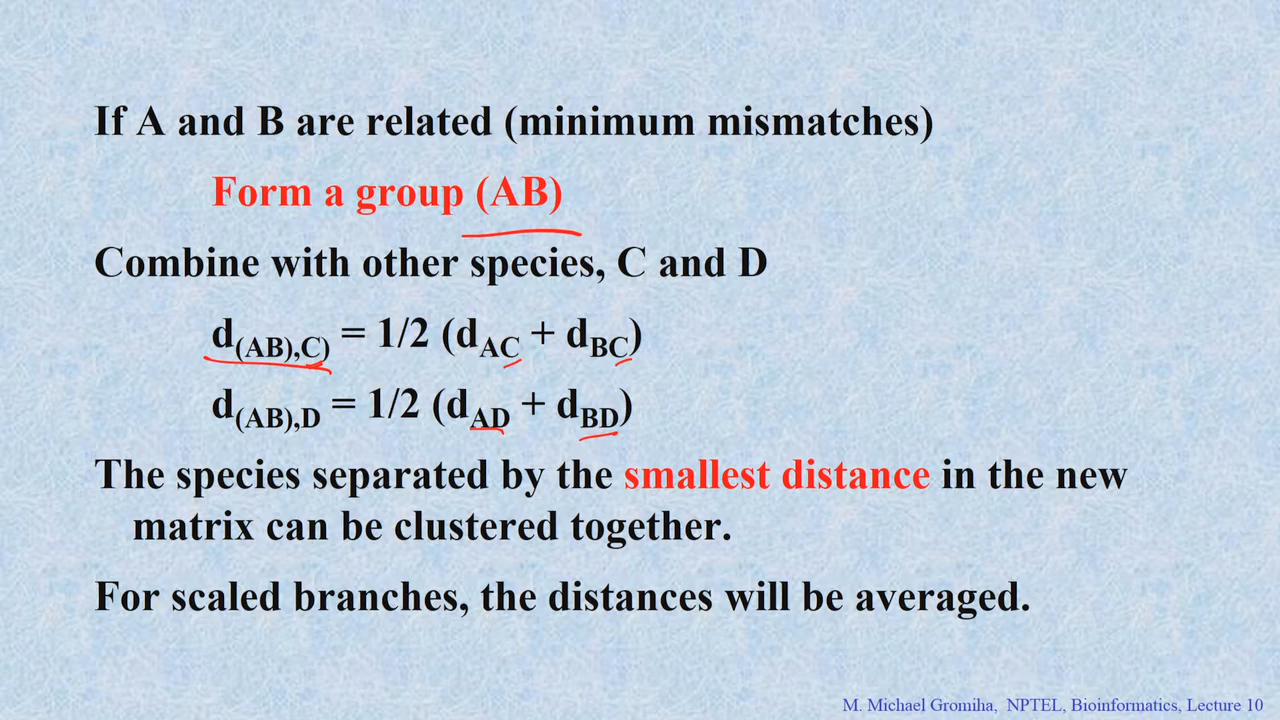 If A and B are related (minimum mismatches)
Form a group (AB)
Combine with other species, C and D
d(AB),C) = 1/2 (dAC + dBC)
d(AB),D = 1/2 (dAD + dBD)
The species separated by the smallest distance in the new
matrix can be clustered together.
For scaled branches, the distances will be averaged.
M. Michael Gromiha, NPTEL, Bioinformatics, Lecture 10